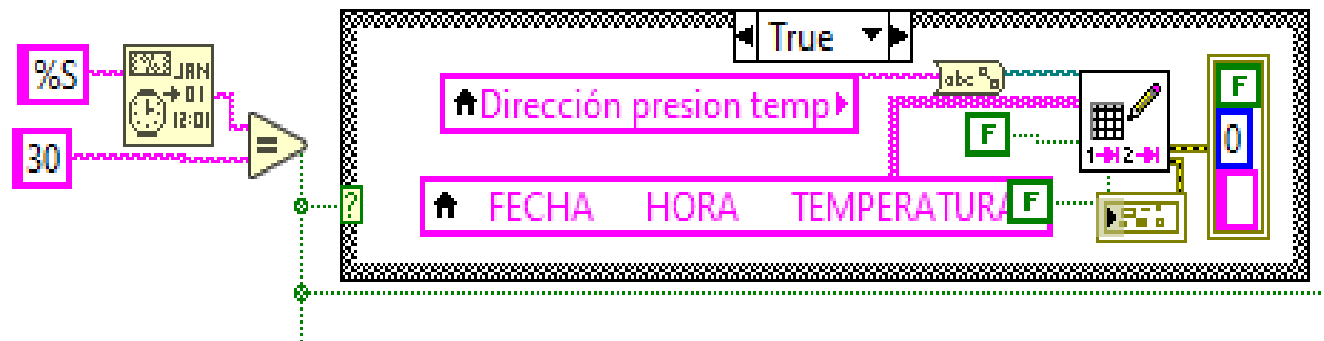 True
%S
JAN
01
12:01
abc
Dirección presion temp
F
F
30
0
?
FECHA HORA TEMPERATURA
F
1 2